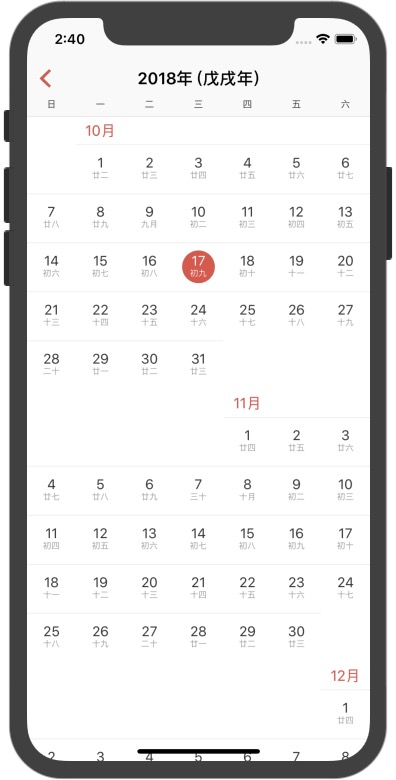 2:40
2018年 (戊戌年)
日 一 二 三 四 五 六
10月
1 2 3 4 5 6
廿二 廿三 廿四 廿五 廿六 廿七
7 8 9 10 11 12 13
廿八 廿九 九月 初二 初三 初四 初五
14 15 16 17 18 19 20
初六 初七 初八 初九 初十 十一 十二
21 22 23 24 25 26 27
十三 十四 十五 十六 十七 十八 十九
28 29 30 31
二十 廿一 廿二 廿三
11月
1 2 3
廿四 廿五 廿六
4 5 6 7 8 9 10
廿七 廿八 廿九 三十 十月 初二 初三
11 12 13 14 15 16 17
初四 初五 初六 初七 初八 初九 初十
18 19 20 21 22 23 24
十一 十二 十三 十四 十五 十六 十七
25 26 27 28 29 30
十八 十九 二十 廿一 廿二 廿三
12月
1
廿四
2 3 4 5 6 7 8